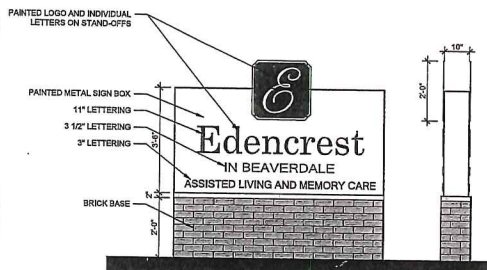 PAINTED LOGO AND INDIVIDUAL
LETTERS ON STAND-OFFS
PAINTED METAL SIGN BOX
11" LETTERING
3 1/2" LETTERING
3" LETTERING
BRICK BASE
3'-6"
2"
2'-0"
E
Edencrest
IN BEAVERDALE
ASSISTED LIVING AND MEMORY CARE
10"
2'-0"